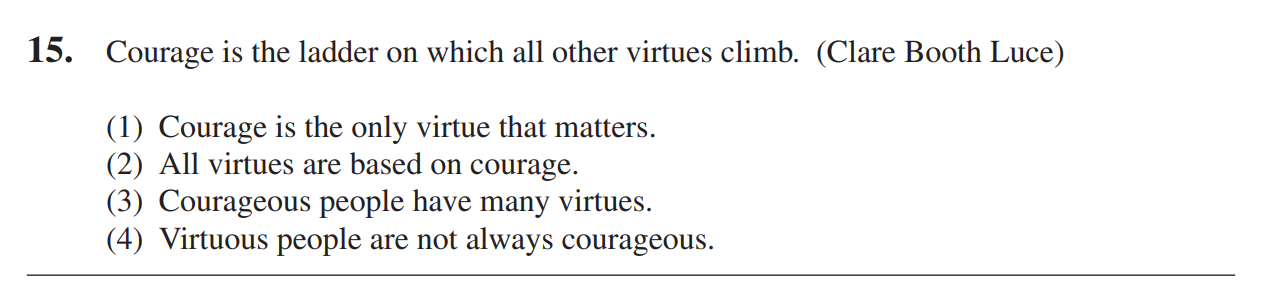 15. Courage is the ladder on which all other virtues climb. (Clare Booth Luce)
(1) Courage is the only virtue that matters.
(2) All virtues are based on courage.
(3) Courageous people have many virtues.
(4) Virtuous people are not always courageous.